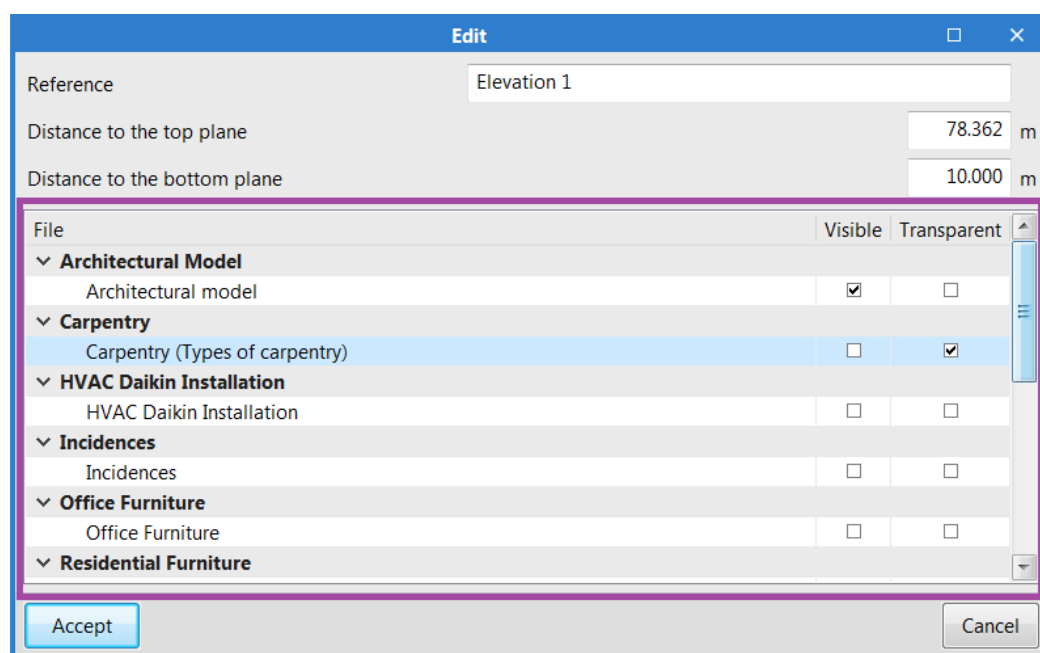 Edit
Reference Elevation 1
Distance to the top plane 78.362 m
Distance to the bottom plane 10.000 m
File Visible Transparent
Architectural Model
Architectural model
Carpentry
Carpentry (Types of carpentry)
HVAC Daikin Installation
HVAC Daikin Installation
Incidences
Incidences
Office Furniture
Office Furniture
Residential Furniture
Accept Cancel